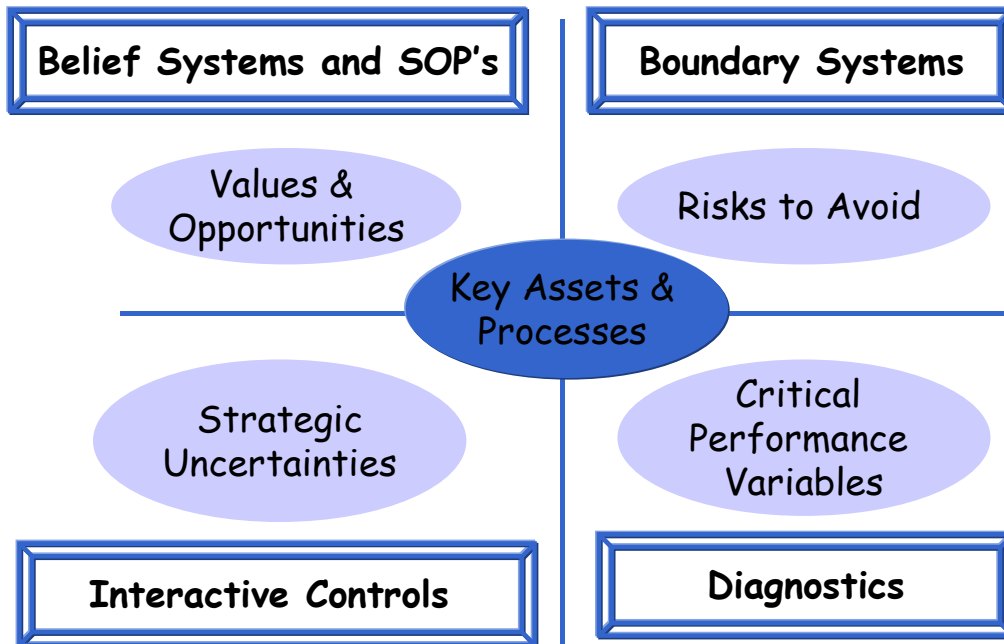 Belief Systems and SOP's
Boundary Systems
Values &
Opportunities
Risks to Avoid
Key Assets &
Processes
Strategic
Uncertainties
Critical
Performance
Variables
Interactive Controls
Diagnostics